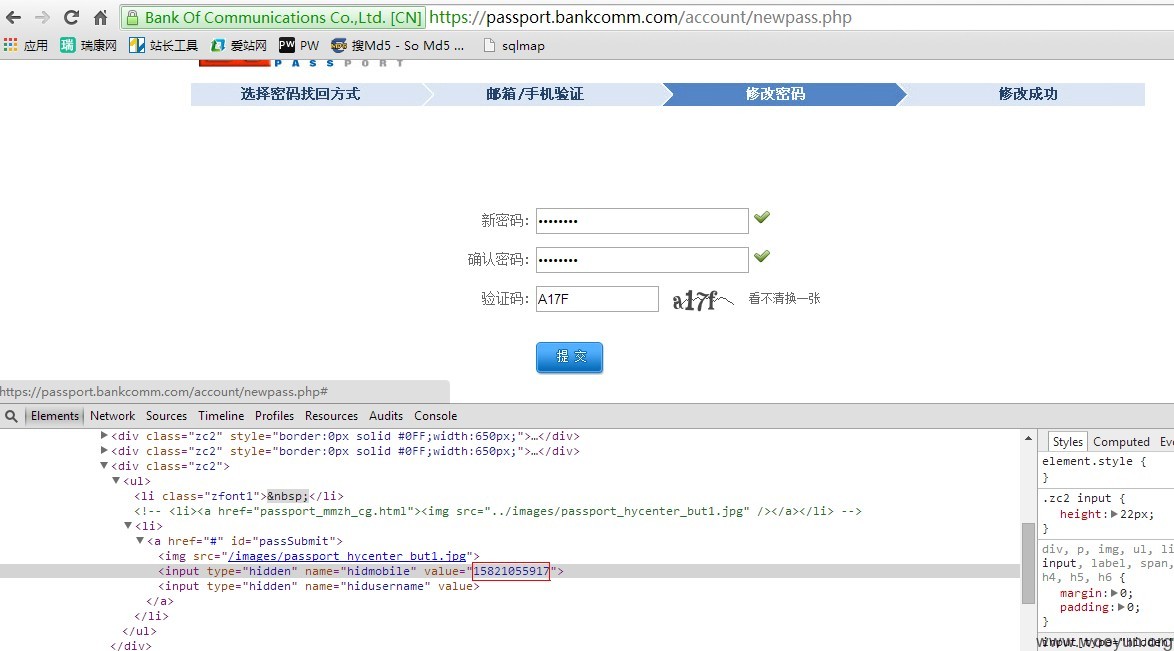 Bank Of Communications Co.,Ltd. [CN] https://passport.bankcomm.com/account/newpass.php
应用 瑞 瑞康网 站长工具 爱站网 PW PW 搜Md5 - So Md5 ... sqlmap
PASSPORT
选择密码找回方式 邮箱/手机验证 修改密码 修改成功
新密码: ••••••••
确认密码: ••••••••
验证码: A17F a17f 看不清换一张
提 交
https://passport.bankcomm.com/account/newpass.php#
Elements Network Sources Timeline Profiles Resources Audits Console
▶<div class="zc2" style="border:0px solid #0FF;width:650px;">…</div>
▶<div class="zc2" style="border:0px solid #0FF;width:650px;">…</div>
▼<div class="zc2">
▼<ul>
<li class="zfont1">&nbsp;</li>
<!-- <li><a href="passport_mmzh_cg.html"><img src="../images/passport_hycenter_but1.jpg" /></a></li> -->
▼<li>
▼<a href="#" id="passSubmit">
<img src="/images/passport_hycenter_but1.jpg">
<input type="hidden" name="hidmobile" value="15821055917">
<input type="hidden" name="hidusername" value>
</a>
</li>
</ul>
</div>
Styles Computed Eve
element.style {
}
.zc2 input {
height:▶22px;
}
div, p, img, ul, li
input, label, span,
h4, h5, h6 {
margin:▶0;
padding:▶0;
}
www.wooyun.org